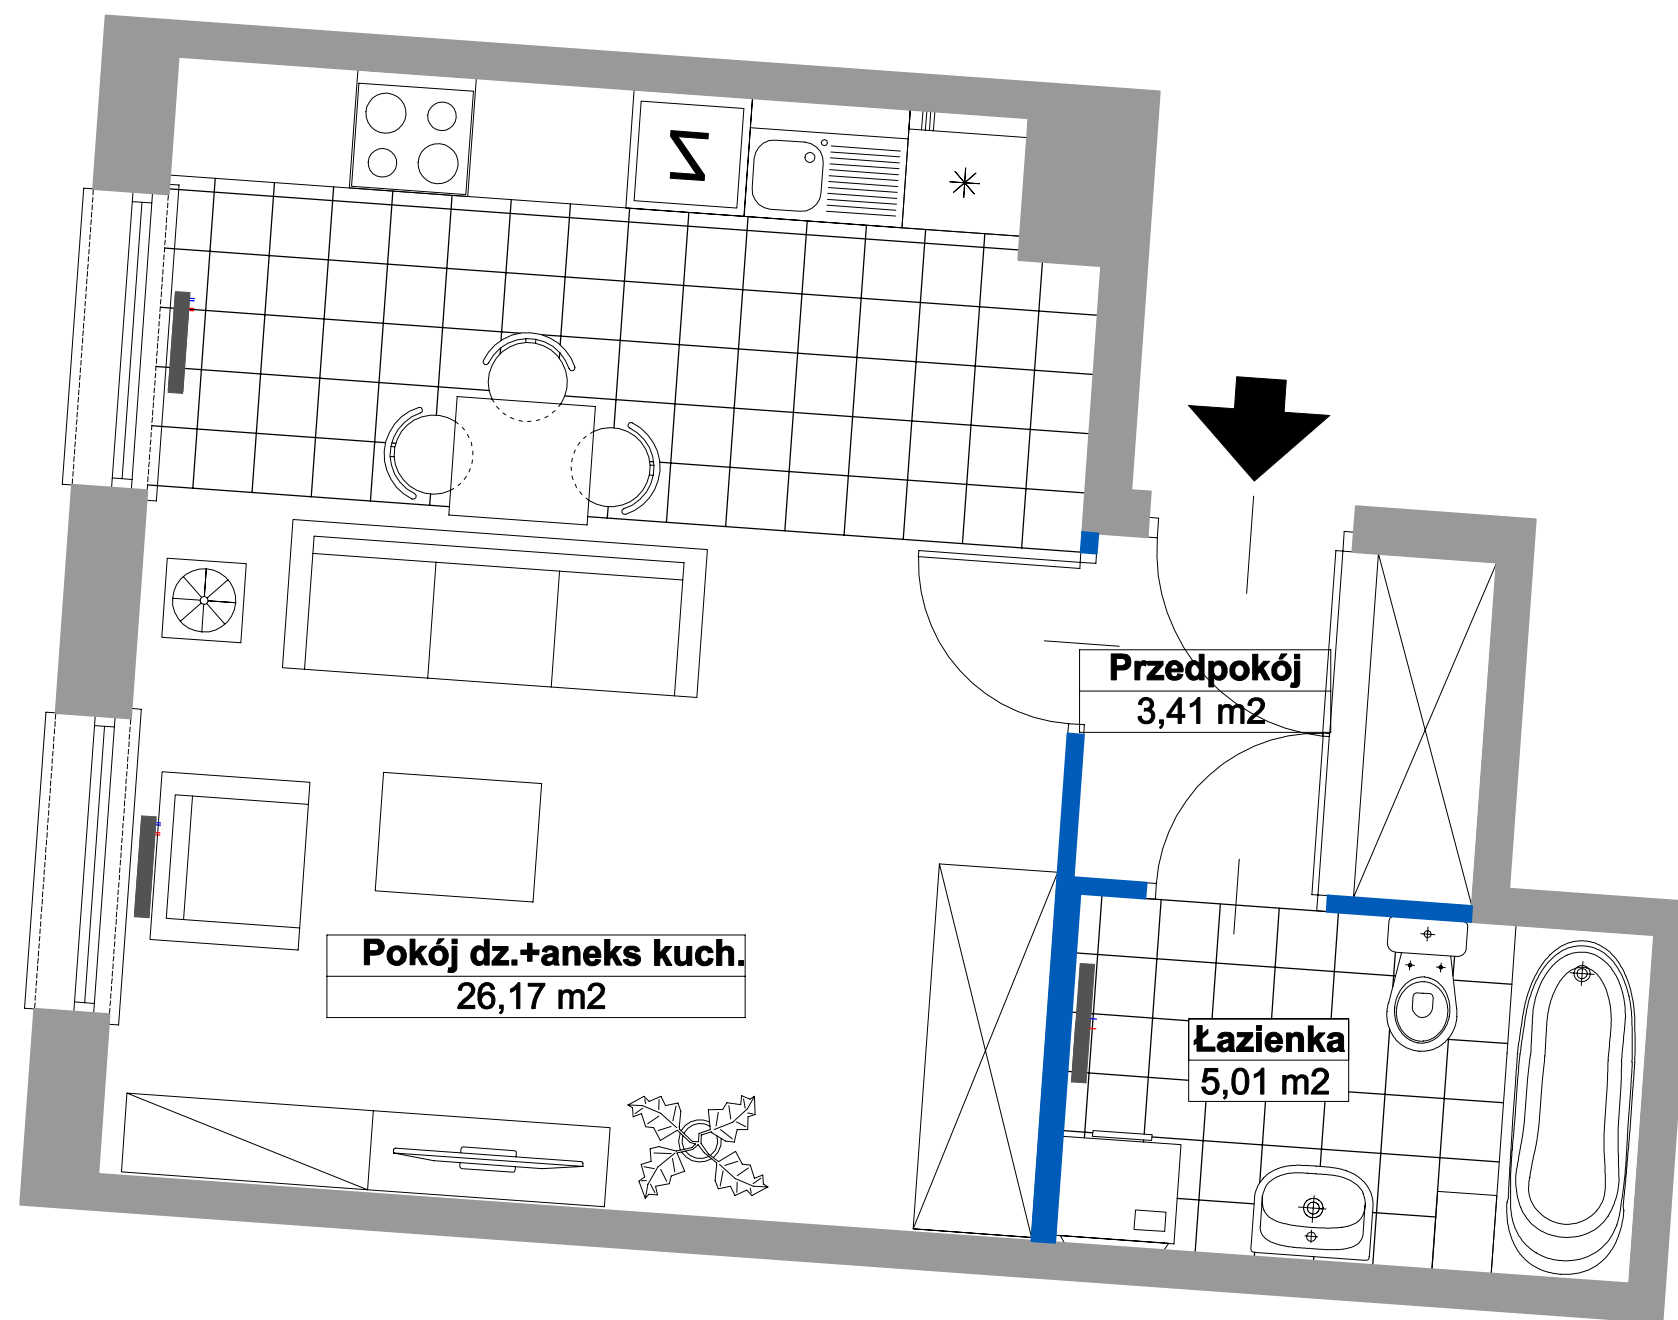 Z
Przedpokój
3,41 m2
Pokój dz.+aneks kuch.
26,17 m2
Łazienka
5,01 m2